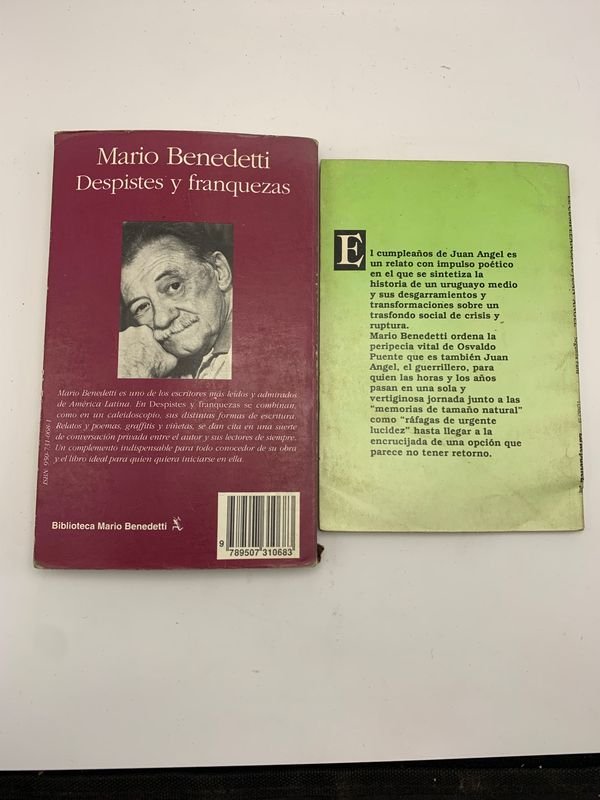 Mario Benedetti
Despistes y franquezas
Mario Benedetti es uno de los escritores más leídos y admirados
de América Latina. En Despistes y franquezas se combinan,
como en un caleidoscopio, sus distintas formas de escritura.
Relatos y poemas, graffitis y viñetas, se dan cita en una suerte
de conversación privada entre el autor y sus lectores de siempre.
Un complemento indispensable para todo conocedor de su obra
y el libro ideal para quien quiera iniciarse en ella.
ISBN 950-731-068-1
Biblioteca Mario Benedetti
9 789507 310683
El cumpleaños de Juan Angel es
un relato con impulso poético
en el que se sintetiza la
historia de un uruguayo medio
y sus desgarramientos y
transformaciones sobre un
trasfondo social de crisis y
ruptura.
Mario Benedetti ordena la
peripecia vital de Osvaldo
Puente que es también Juan
Angel, el guerrillero, para
quien las horas y los años
pasan en una sola y
vertiginosa jornada junto a las
"memorias de tamaño natural"
como "ráfagas de urgente
lucidez" hasta llegar a la
encrucijada de una opción que
parece no tener retorno.